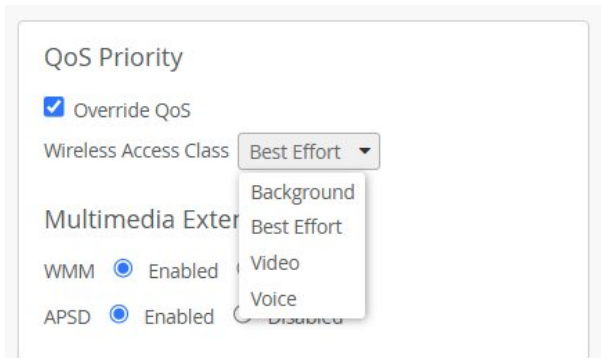 QoS Priority
Override QoS
Wireless Access Class Best Effort
Background
Best Effort
Video
Voice
Multimedia Exter
WMM Enabled
APSD Enabled